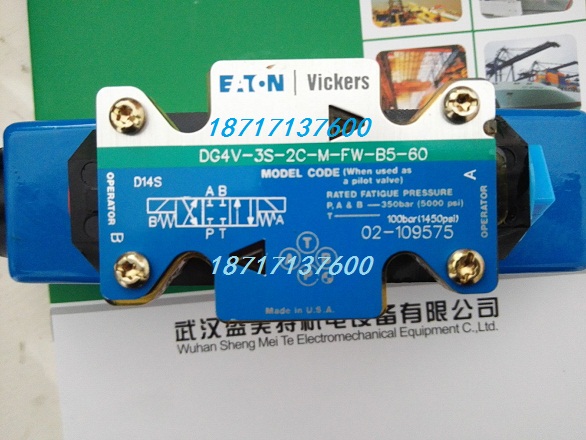 EATON Vickers
18717137600
DG4V-3S-2C-M-FW-B5-60
MODEL CODE (When used as
a pilot valve)
D14S
RATED FATIGUE PRESSURE
P, A & B —350bar (5000 psi)
T — 100bar(1450psi)
02-109575
A B
B A
P T
OPERATOR B
A OPERATOR
T
A
18717137600
Made in U.S.A.
武汉盛美特机电设备有限公司
Wuhan Sheng Mei Te Electromechanical Equipment C.,Ltd